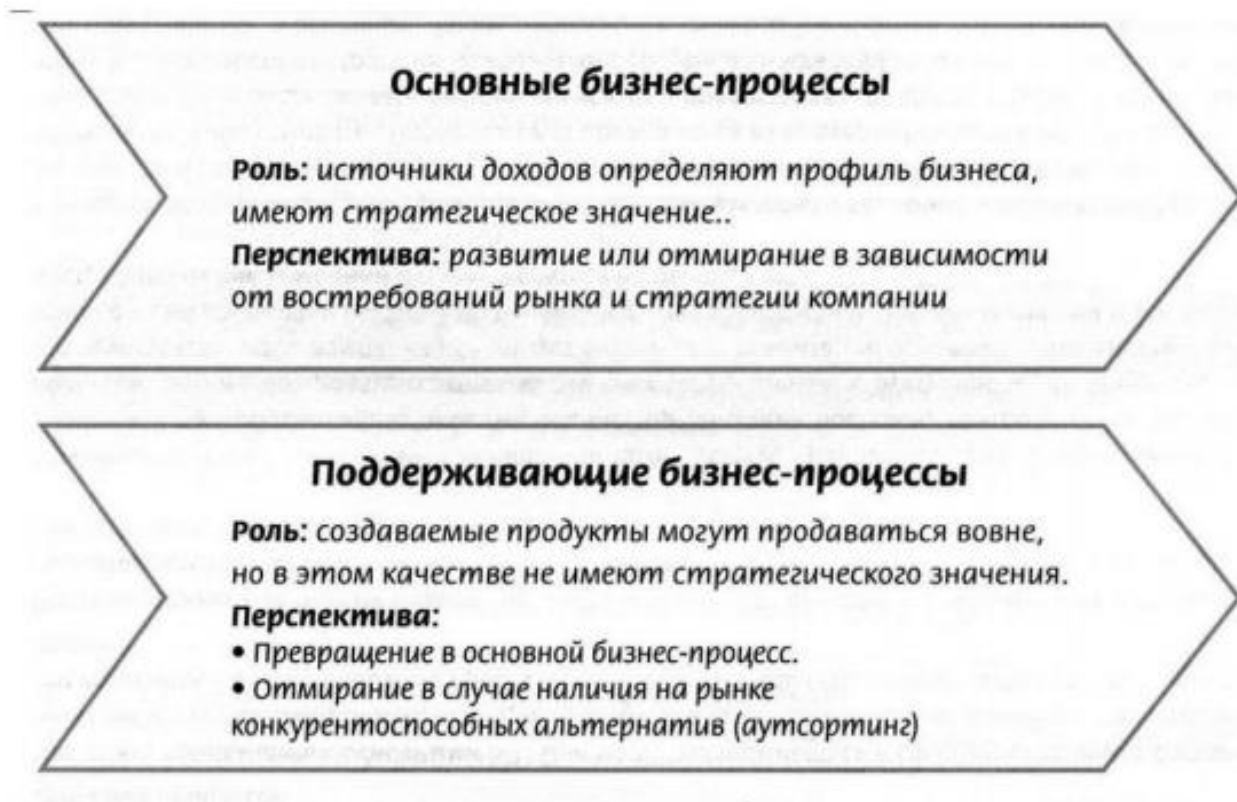 Основные бизнес-процессы
Роль: источники доходов определяют профиль бизнеса,
имеют стратегическое значение..
Перспектива: развитие или отмирание в зависимости
от востребований рынка и стратегии компании
Поддерживающие бизнес-процессы
Роль: создаваемые продукты могут продаваться вовне,
но в этом качестве не имеют стратегического значения.
Перспектива:
• Превращение в основной бизнес-процесс.
• Отмирание в случае наличия на рынке
конкурентоспособных альтернатив (аутсортинг)